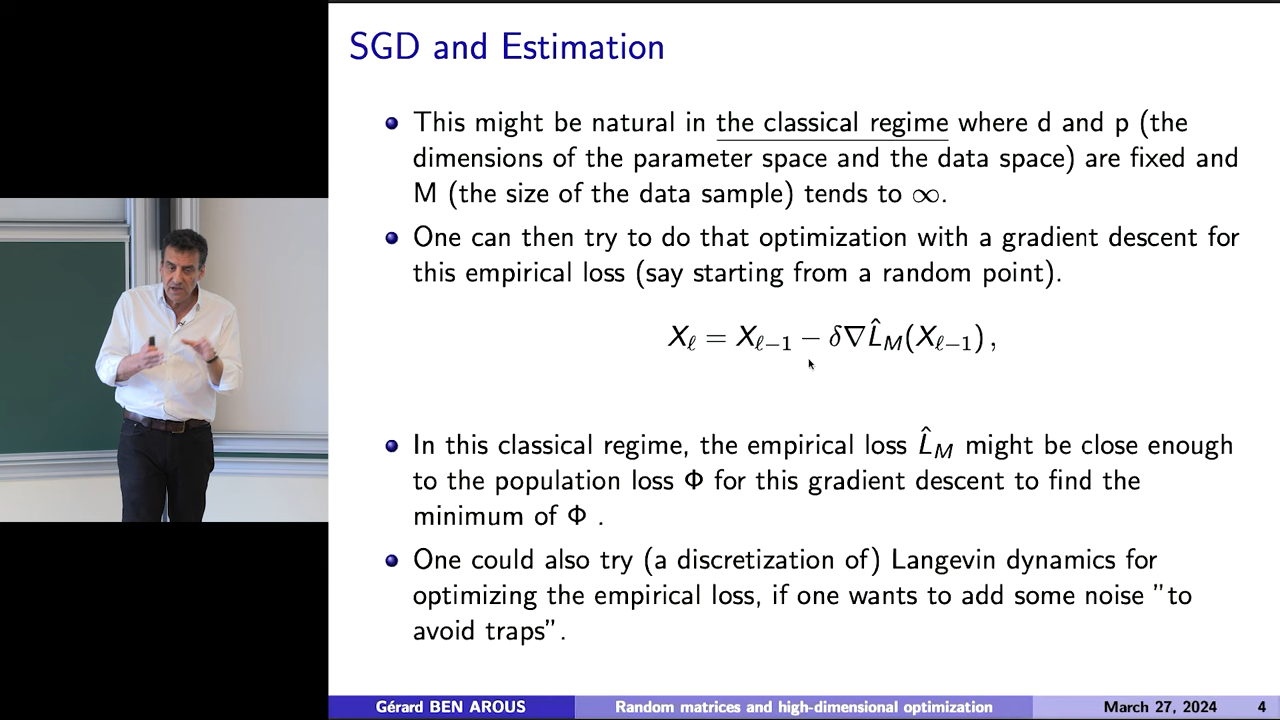 SGD and Estimation
This might be natural in the classical regime where d and p (the
dimensions of the parameter space and the data space) are fixed and
M (the size of the data sample) tends to ∞.
One can then try to do that optimization with a gradient descent for
this empirical loss (say starting from a random point).
X_ℓ = X_{ℓ−1} − δ∇L̂_M(X_{ℓ−1}) ,
In this classical regime, the empirical loss L̂_M might be close enough
to the population loss Φ for this gradient descent to find the
minimum of Φ .
One could also try (a discretization of) Langevin dynamics for
optimizing the empirical loss, if one wants to add some noise ”to
avoid traps”.
Gérard BEN AROUS Random matrices and high-dimensional optimization March 27, 2024 4